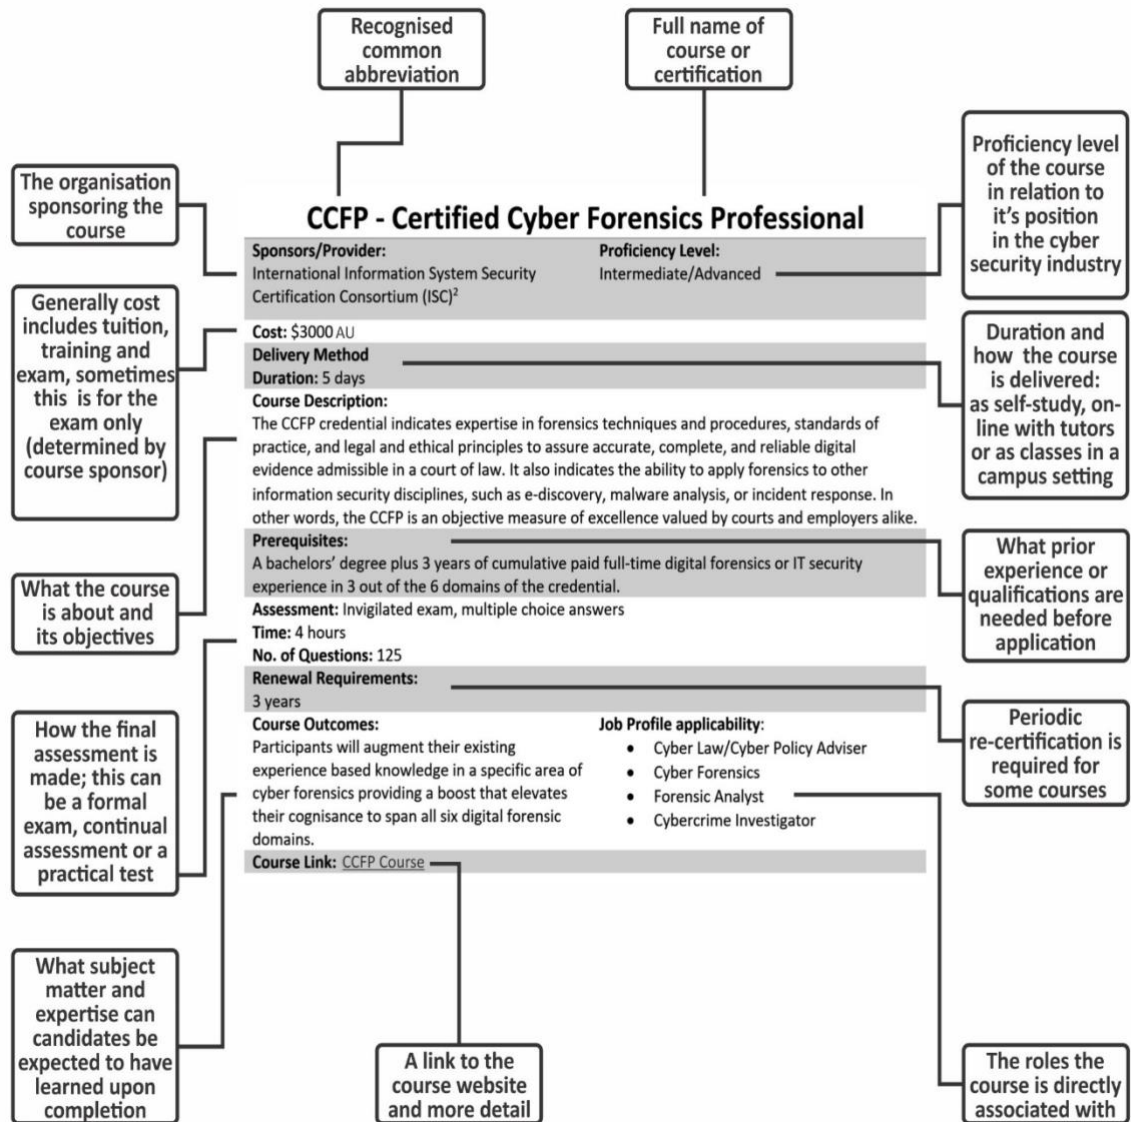 Recognised
common
abbreviation
Full name of
course or
certification
The organisation
sponsoring the
course
Proficiency level
of the course
in relation to
it's position
in the cyber
security industry
CCFP - Certified Cyber Forensics Professional
Sponsors/Provider:
International Information System Security
Certification Consortium (ISC)²
Proficiency Level:
Intermediate/Advanced
Generally cost
includes tuition,
training and
exam, sometimes
this is for the
exam only
(determined by
course sponsor)
Cost: $3000 AU
Delivery Method
Duration: 5 days
Duration and
how the course
is delivered:
as self-study, on-
line with tutors
or as classes in a
campus setting
Course Description:
The CCFP credential indicates expertise in forensics techniques and procedures, standards of
practice, and legal and ethical principles to assure accurate, complete, and reliable digital
evidence admissible in a court of law. It also indicates the ability to apply forensics to other
information security disciplines, such as e-discovery, malware analysis, or incident response. In
other words, the CCFP is an objective measure of excellence valued by courts and employers alike.
What the course
is about and
its objectives
Prerequisites:
A bachelors' degree plus 3 years of cumulative paid full-time digital forensics or IT security
experience in 3 out of the 6 domains of the credential.
What prior
experience or
qualifications are
needed before
application
Assessment: Invigilated exam, multiple choice answers
Time: 4 hours
No. of Questions: 125
How the final
assessment is
made; this can
be a formal
exam, continual
assessment or a
practical test
Renewal Requirements:
3 years
Periodic
re-certification is
required for
some courses
Course Outcomes:
Participants will augment their existing
experience based knowledge in a specific area of
cyber forensics providing a boost that elevates
their cognisance to span all six digital forensic
domains.
Job Profile applicability:
• Cyber Law/Cyber Policy Adviser
• Cyber Forensics
• Forensic Analyst
• Cybercrime Investigator
Course Link: CCFP Course
What subject
matter and
expertise can
candidates be
expected to have
learned upon
completion
A link to the
course website
and more detail
The roles the
course is directly
associated with